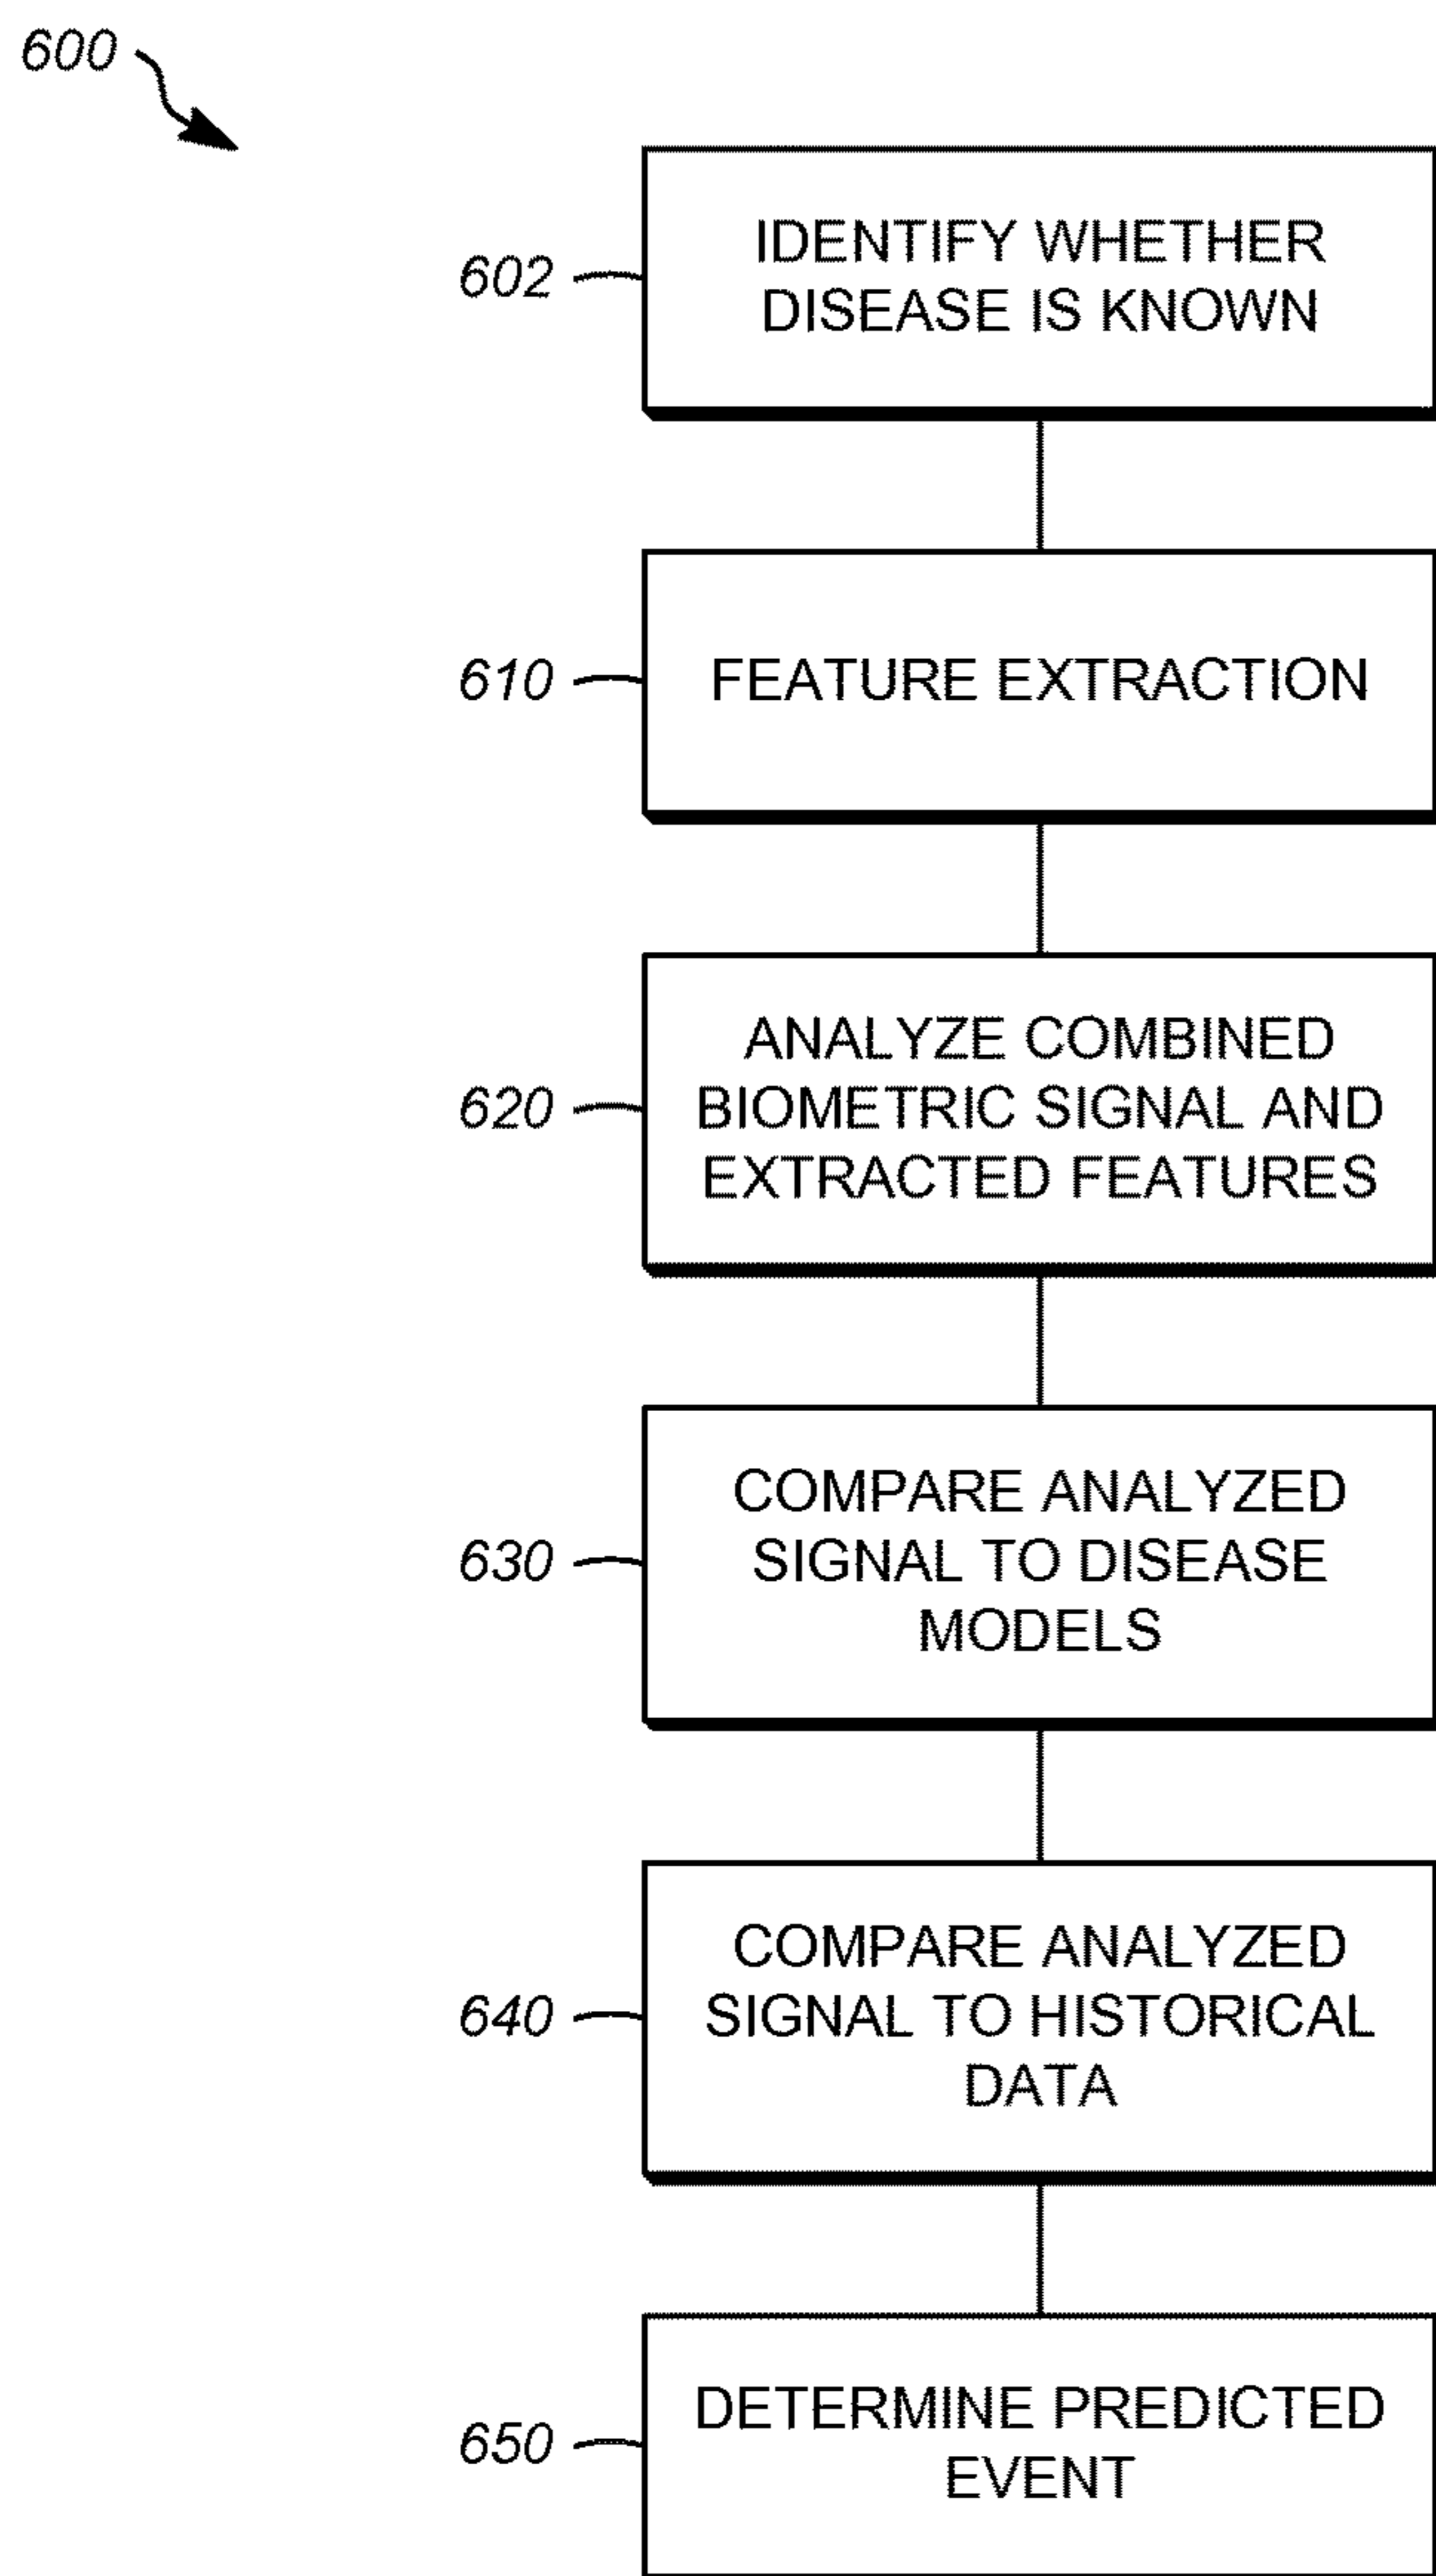 600
602
IDENTIFY WHETHER
DISEASE IS KNOWN
610
FEATURE EXTRACTION
620
ANALYZE COMBINED
BIOMETRIC SIGNAL AND
EXTRACTED FEATURES
630
COMPARE ANALYZED
SIGNAL TO DISEASE
MODELS
640
COMPARE ANALYZED
SIGNAL TO HISTORICAL
DATA
650
DETERMINE PREDICTED
EVENT